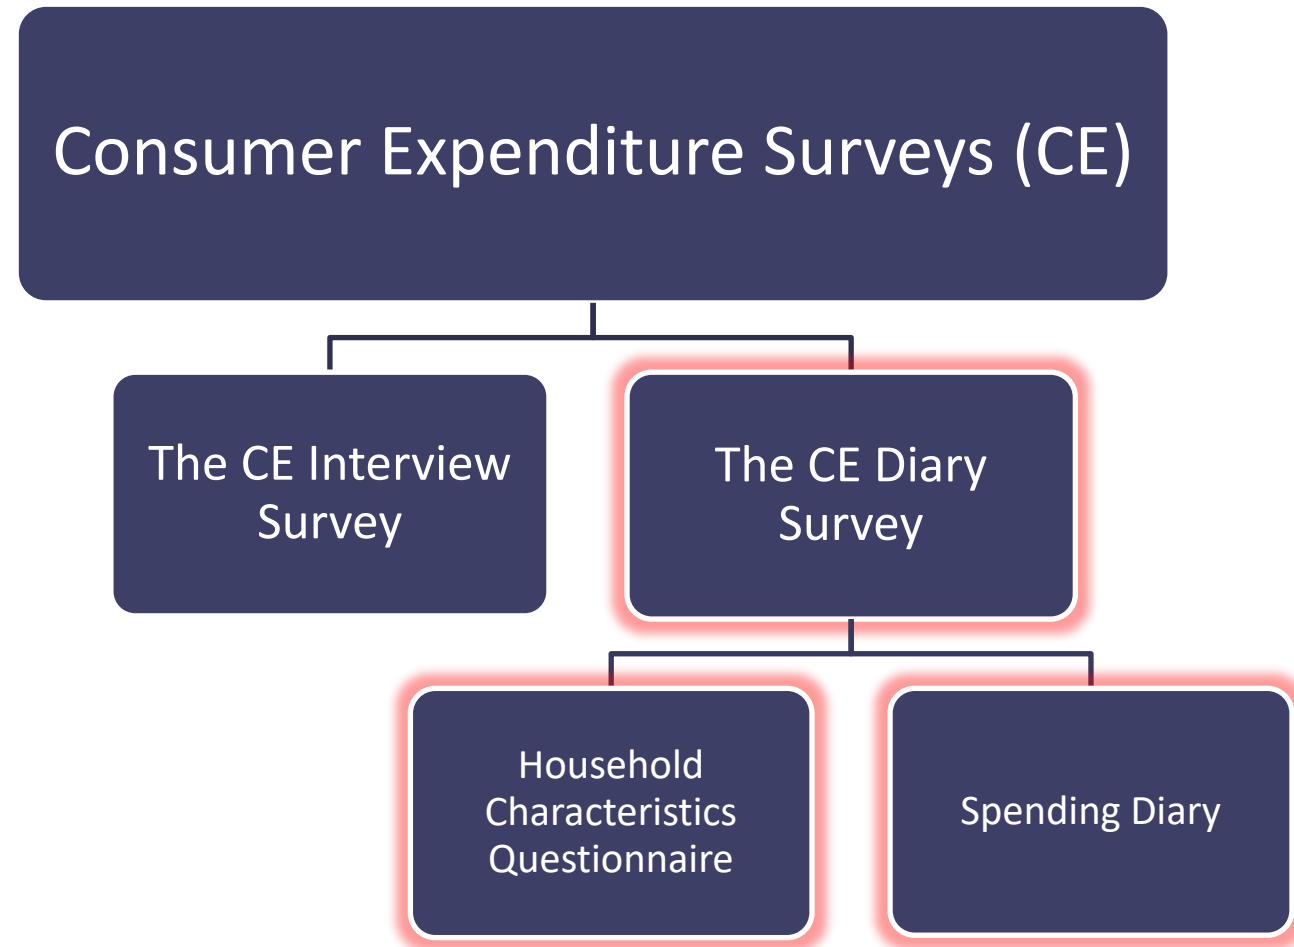 Consumer Expenditure Surveys (CE)
The CE Interview
Survey
The CE Diary
Survey
Household
Characteristics
Questionnaire
Spending Diary